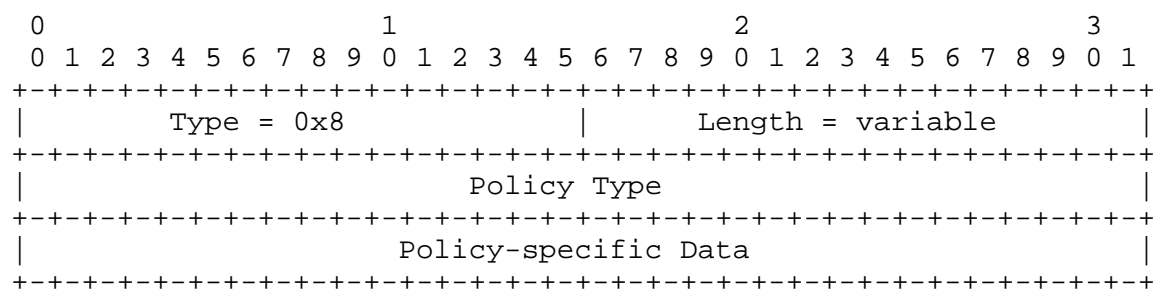 0                   1                   2                   3
 0 1 2 3 4 5 6 7 8 9 0 1 2 3 4 5 6 7 8 9 0 1 2 3 4 5 6 7 8 9 0 1
+-+-+-+-+-+-+-+-+-+-+-+-+-+-+-+-+-+-+-+-+-+-+-+-+-+-+-+-+-+-+-+-+
|        Type = 0x8             |      Length = variable        |
+-+-+-+-+-+-+-+-+-+-+-+-+-+-+-+-+-+-+-+-+-+-+-+-+-+-+-+-+-+-+-+-+
|                         Policy Type                           |
+-+-+-+-+-+-+-+-+-+-+-+-+-+-+-+-+-+-+-+-+-+-+-+-+-+-+-+-+-+-+-+-+
|                     Policy-specific Data                      |
+-+-+-+-+-+-+-+-+-+-+-+-+-+-+-+-+-+-+-+-+-+-+-+-+-+-+-+-+-+-+-+-+